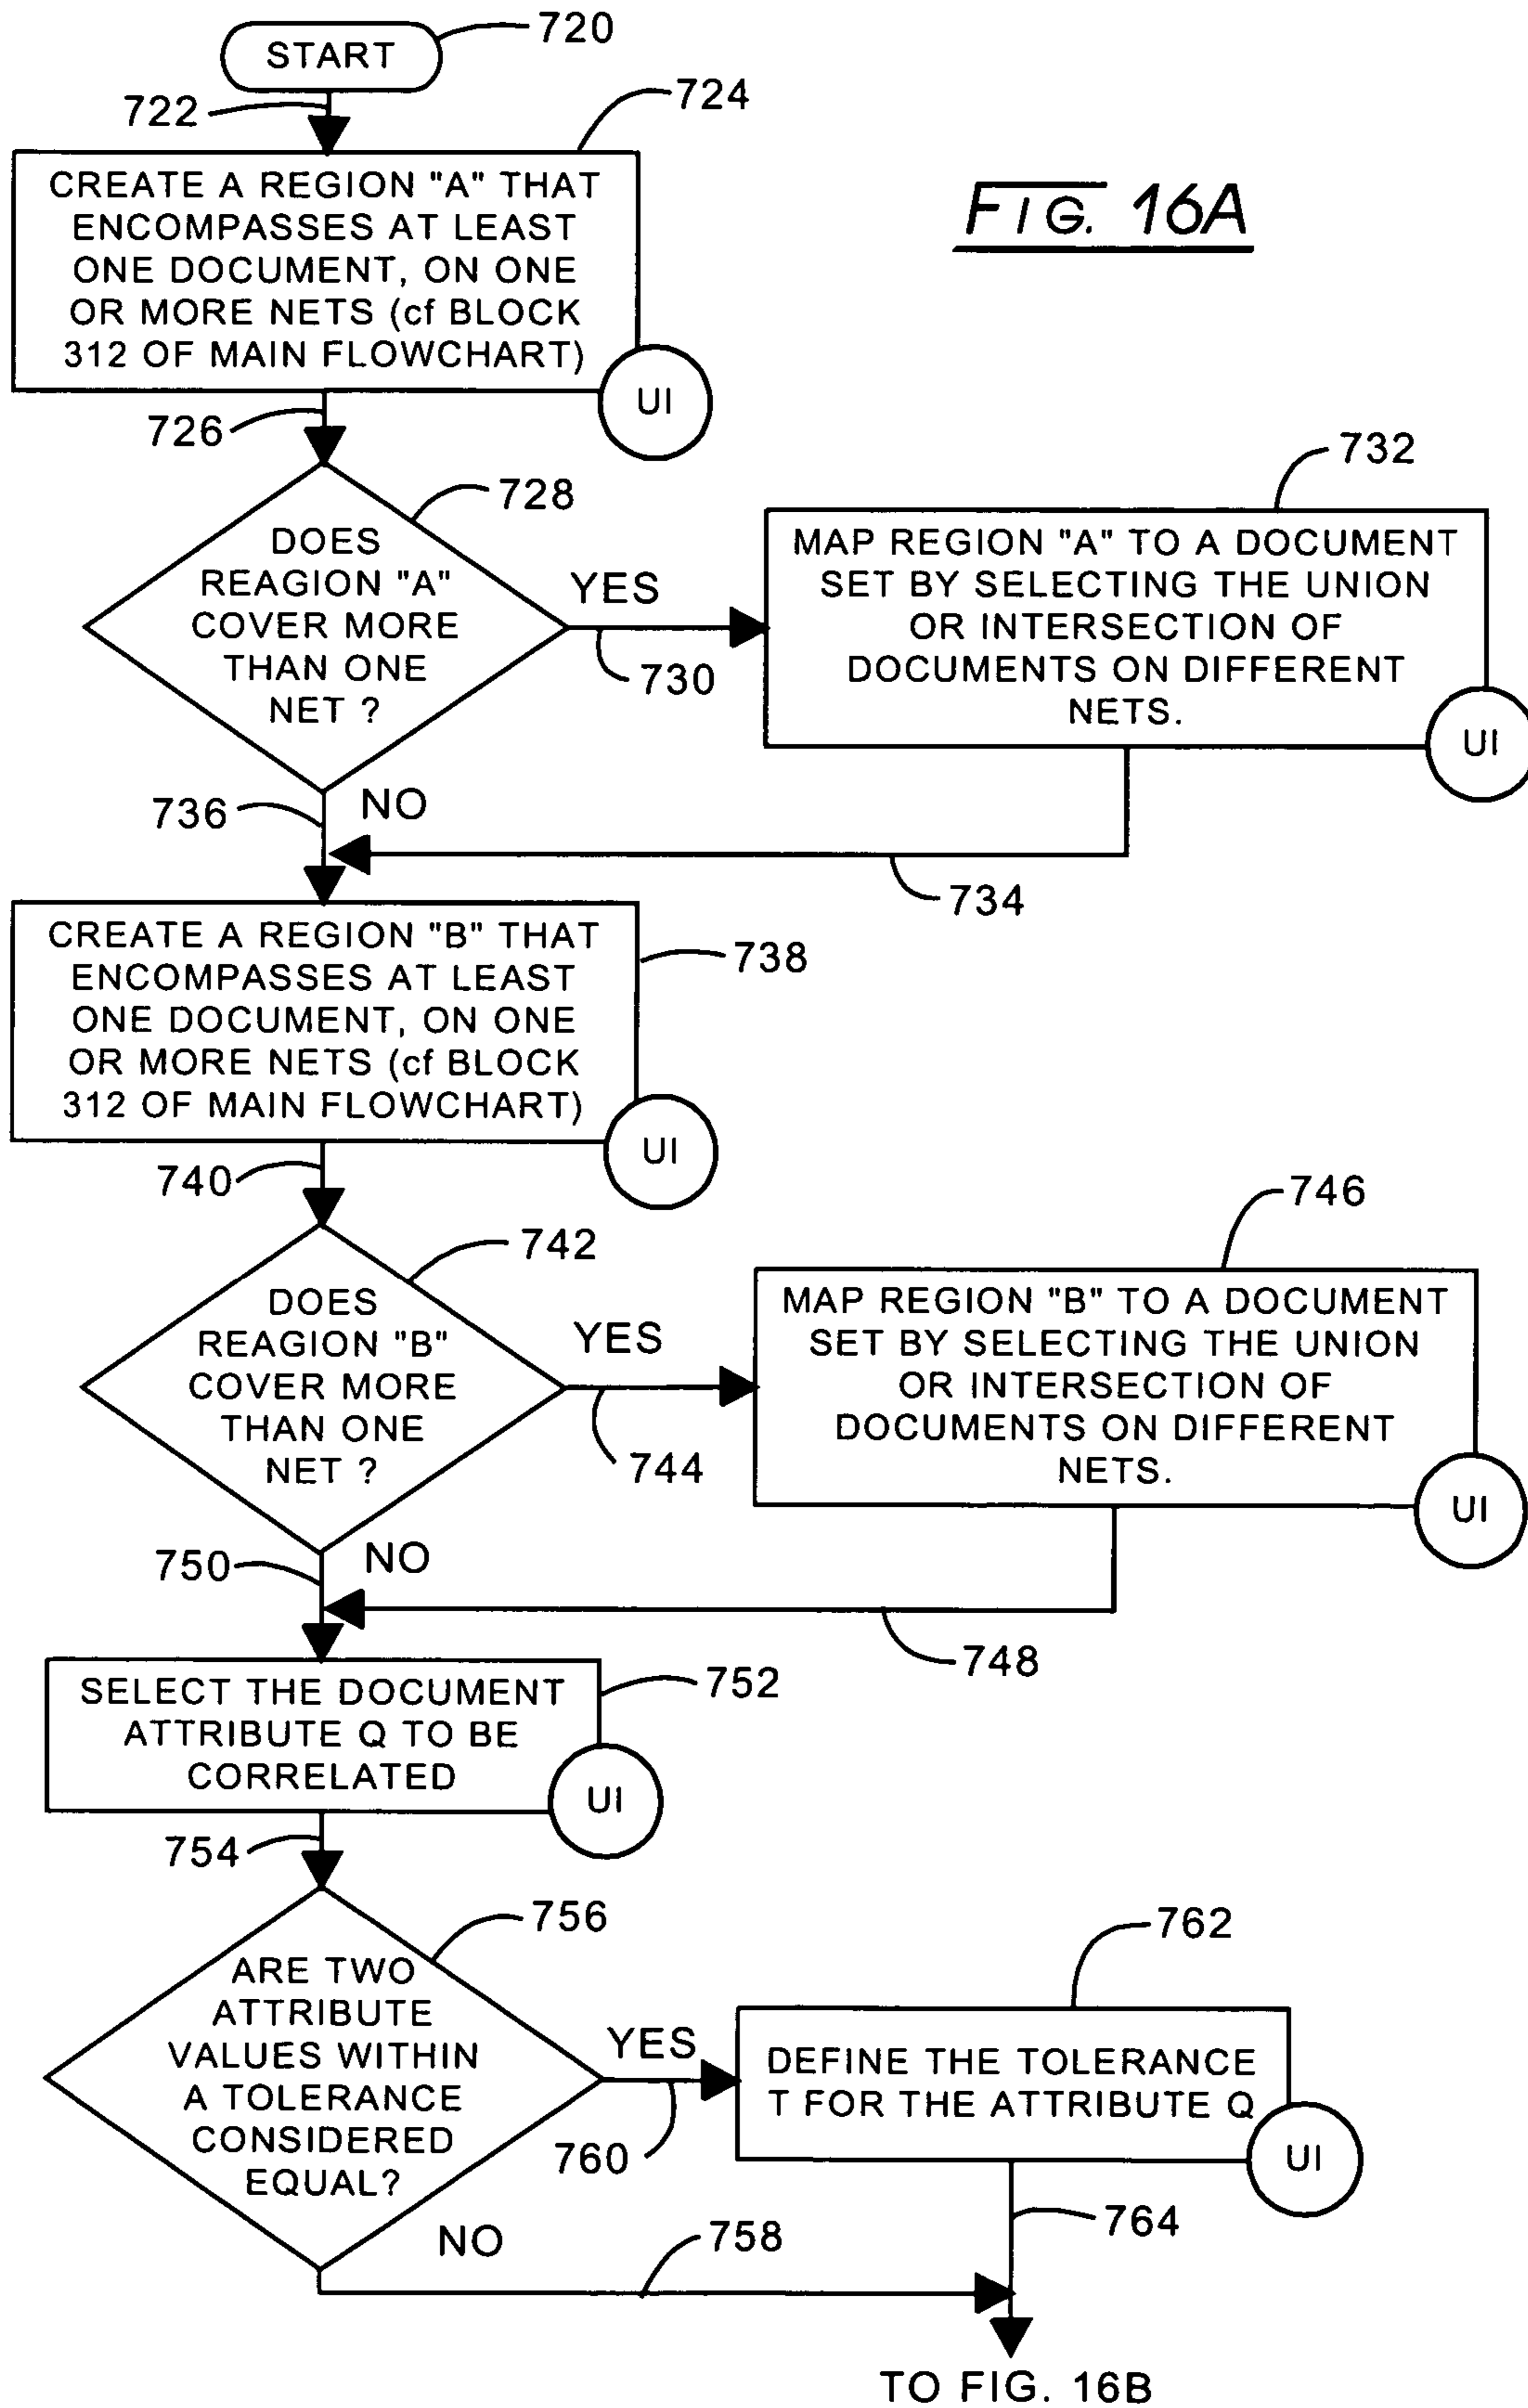 START
720
722
724
CREATE A REGION "A" THAT
ENCOMPASSES AT LEAST
ONE DOCUMENT, ON ONE
OR MORE NETS (cf BLOCK
312 OF MAIN FLOWCHART)
UI
FIG. 16A
726
728
DOES
REAGION "A"
COVER MORE
THAN ONE
NET ?
YES
730
732
MAP REGION "A" TO A DOCUMENT
SET BY SELECTING THE UNION
OR INTERSECTION OF
DOCUMENTS ON DIFFERENT
NETS.
UI
736
NO
734
CREATE A REGION "B" THAT
ENCOMPASSES AT LEAST
ONE DOCUMENT, ON ONE
OR MORE NETS (cf BLOCK
312 OF MAIN FLOWCHART)
738
UI
740
742
DOES
REAGION "B"
COVER MORE
THAN ONE
NET ?
YES
744
746
MAP REGION "B" TO A DOCUMENT
SET BY SELECTING THE UNION
OR INTERSECTION OF
DOCUMENTS ON DIFFERENT
NETS.
UI
750
NO
748
SELECT THE DOCUMENT
ATTRIBUTE Q TO BE
CORRELATED
752
UI
754
756
ARE TWO
ATTRIBUTE
VALUES WITHIN
A TOLERANCE
CONSIDERED
EQUAL?
YES
760
762
DEFINE THE TOLERANCE
T FOR THE ATTRIBUTE Q
UI
NO
758
764
TO FIG. 16B